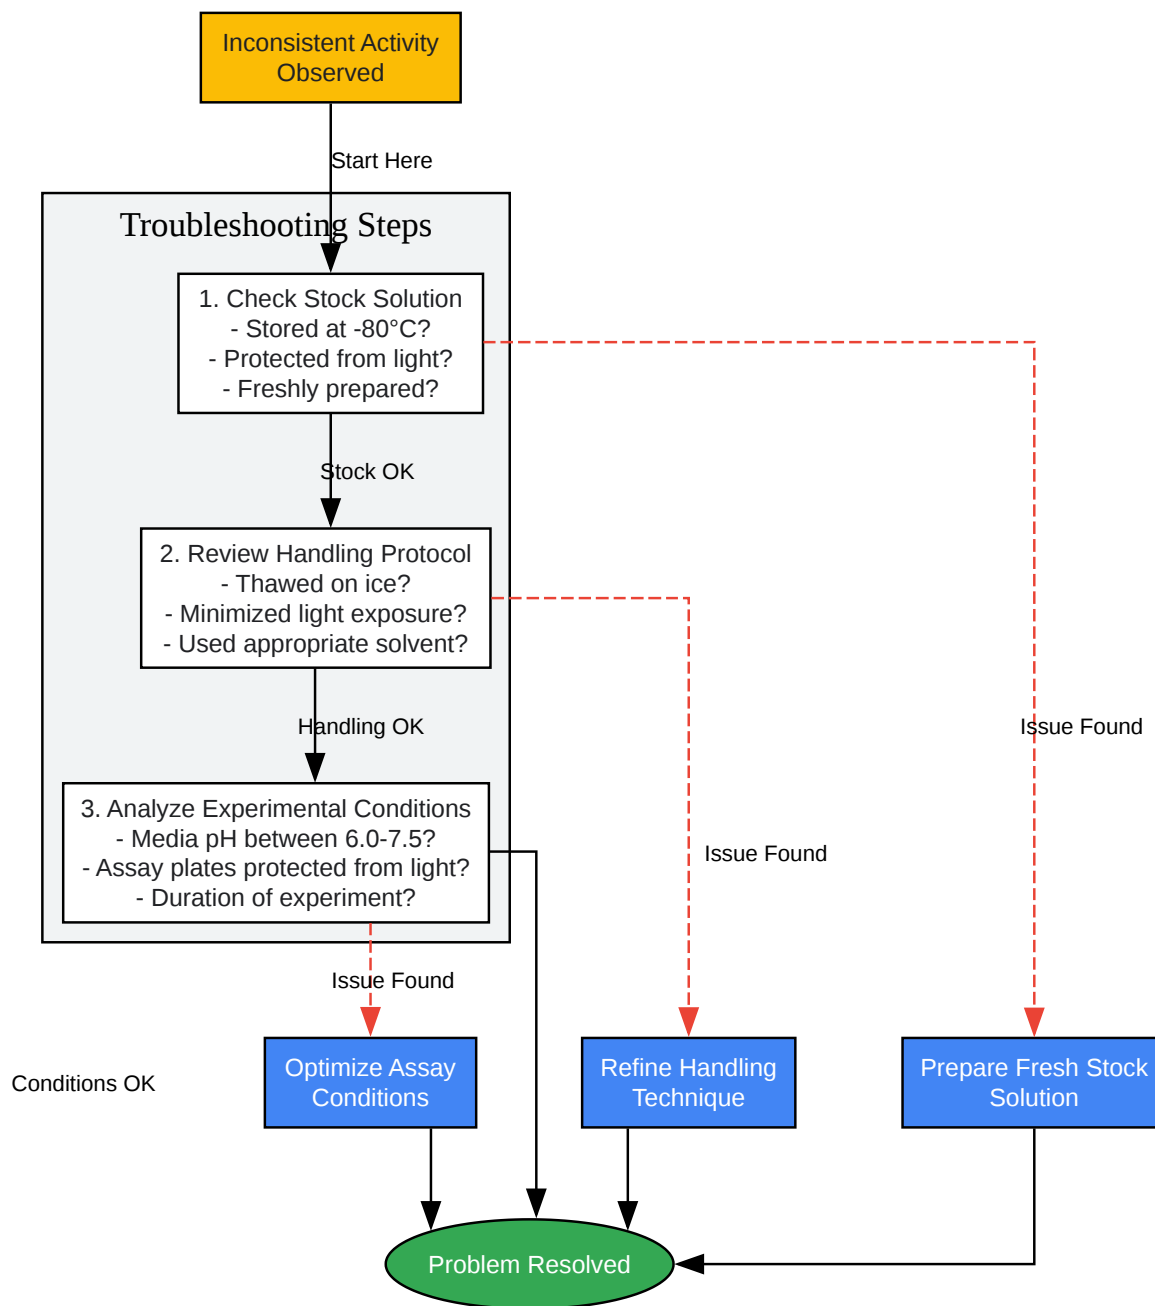 Inconsistent Activity
Observed
Start Here
Troubleshooting Steps
1. Check Stock Solution
- Stored at -80°C?
- Protected from light?
- Freshly prepared?
Stock OK
2. Review Handling Protocol
- Thawed on ice?
- Minimized light exposure?
- Used appropriate solvent?
Handling OK
Issue Found
3. Analyze Experimental Conditions
- Media pH between 6.0-7.5?
- Assay plates protected from light?
- Duration of experiment?
Issue Found
Issue Found
Optimize Assay
Conditions
Refine Handling
Technique
Prepare Fresh Stock
Solution
Conditions OK
Problem Resolved